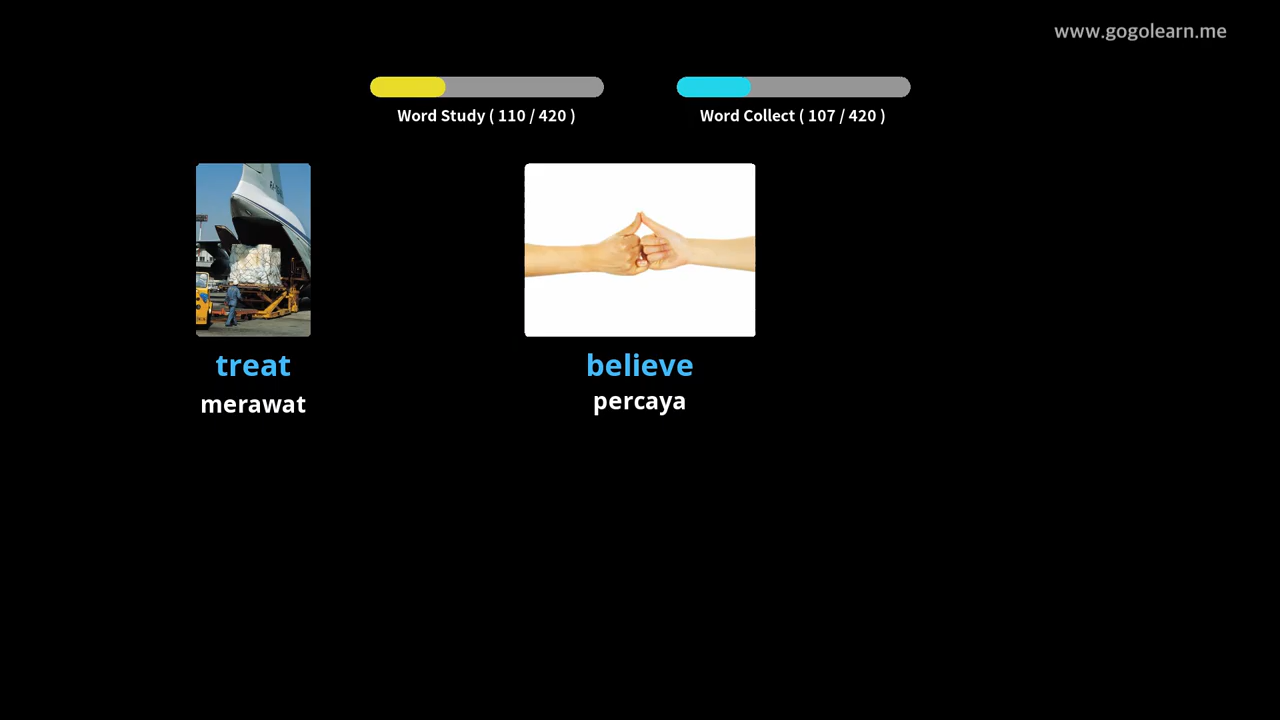 www.gogolearn.me
Word Study ( 110 / 420 )
Word Collect ( 107 / 420 )
treat
merawat
believe
percaya